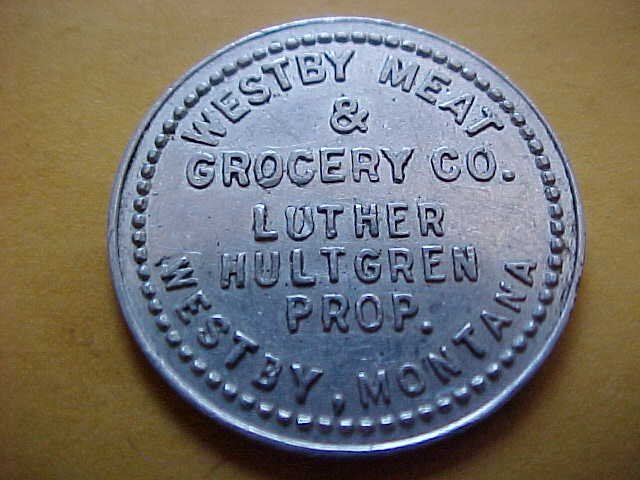 WESTBY MEAT
&
GROCERY CO.
LUTHER
HULTGREN
PROP.
WESTBY, MONTANA